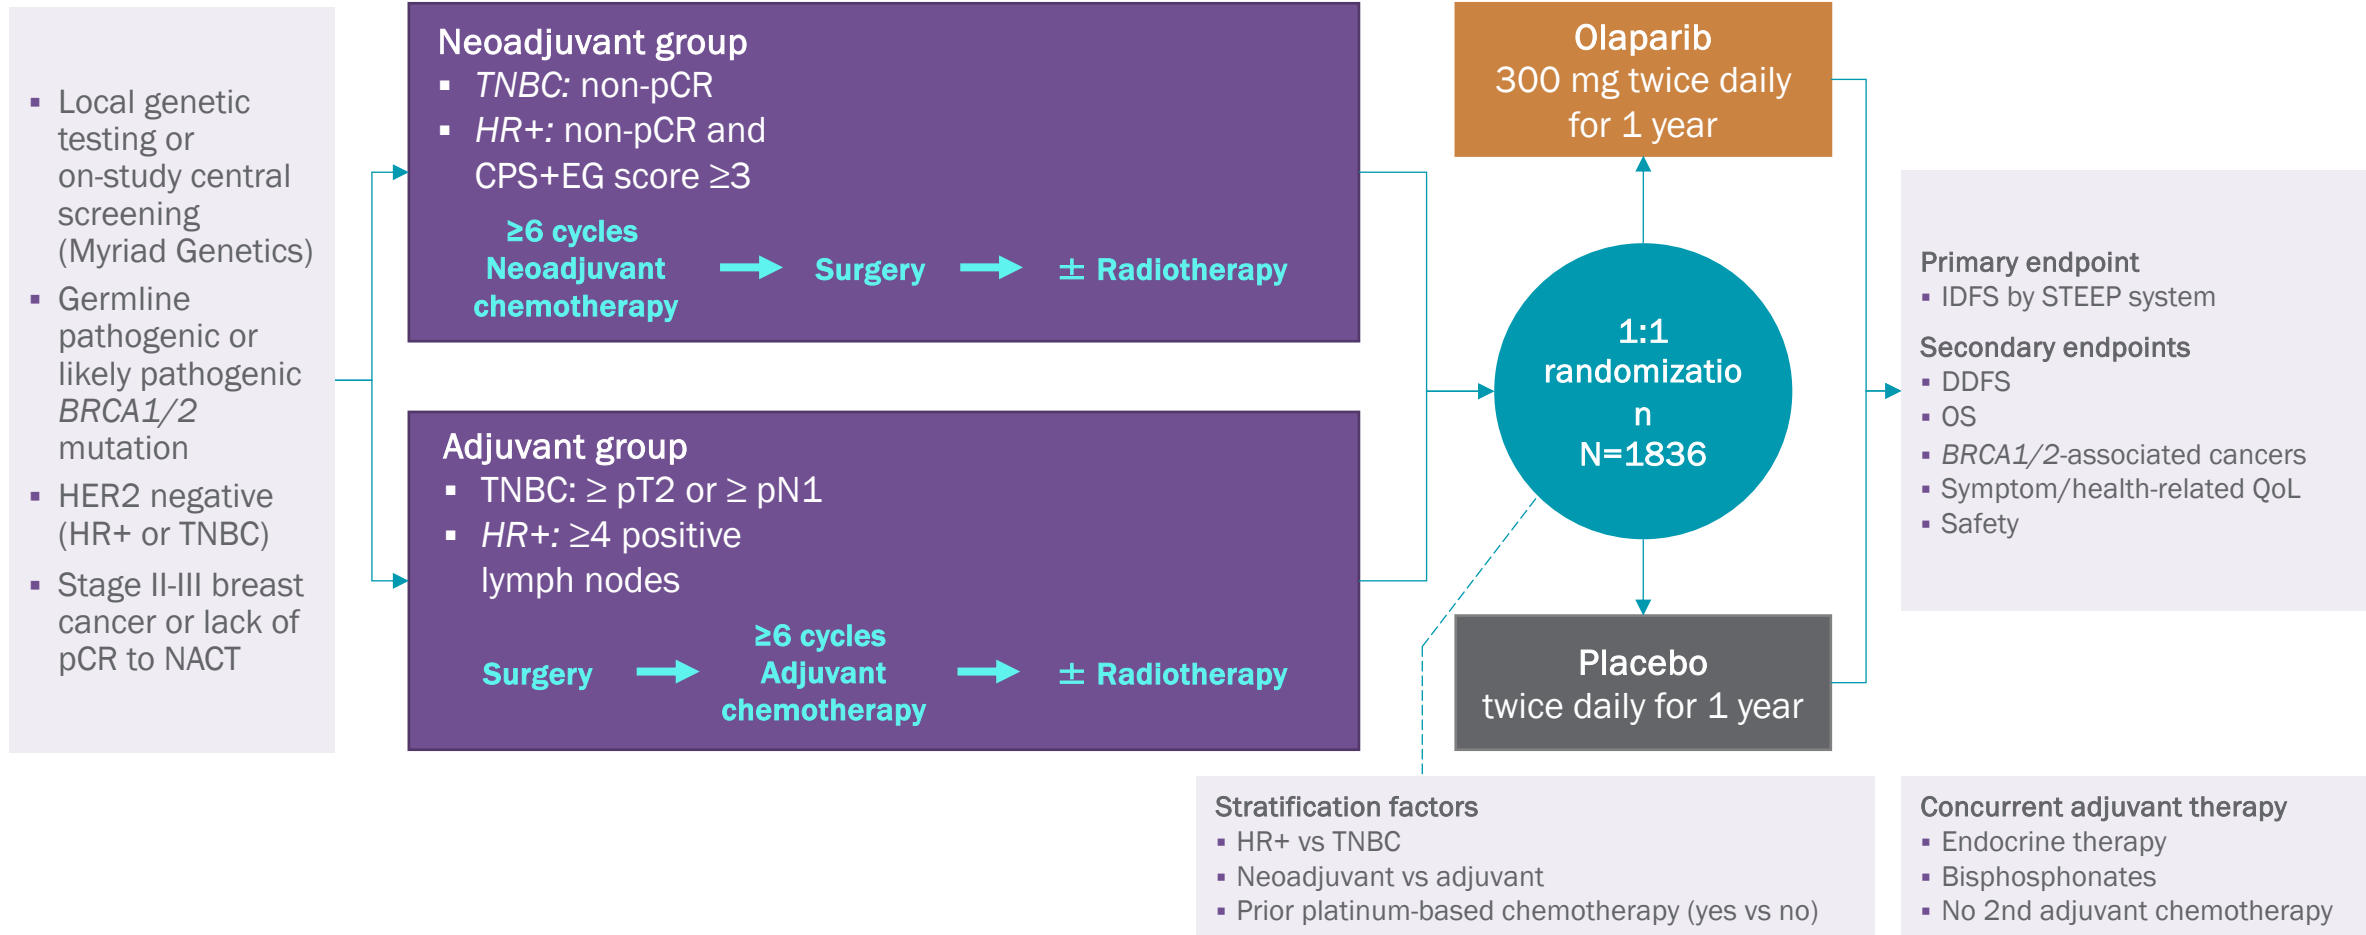 ▪ Local genetic
testing or
on-study central
screening
(Myriad Genetics)
▪ Germline
pathogenic or
likely pathogenic
BRCA1/2
mutation
▪ HER2 negative
(HR+ or TNBC)
▪ Stage II-III breast
cancer or lack of
pCR to NACT
Neoadjuvant group
▪ TNBC: non-pCR
▪ HR+: non-pCR and
CPS+EG score ≥3
≥6 cycles
Neoadjuvant
chemotherapy
Surgery
± Radiotherapy
Adjuvant group
▪ TNBC: ≥ pT2 or ≥ pN1
▪ HR+: ≥4 positive
lymph nodes
Surgery
≥6 cycles
Adjuvant
chemotherapy
± Radiotherapy
Olaparib
300 mg twice daily
for 1 year
1:1
randomizatio
n
N=1836
Placebo
twice daily for 1 year
Primary endpoint
▪ IDFS by STEEP system
Secondary endpoints
▪ DDFS
▪ OS
▪ BRCA1/2-associated cancers
▪ Symptom/health-related QoL
▪ Safety
Stratification factors
▪ HR+ vs TNBC
▪ Neoadjuvant vs adjuvant
▪ Prior platinum-based chemotherapy (yes vs no)
Concurrent adjuvant therapy
▪ Endocrine therapy
▪ Bisphosphonates
▪ No 2nd adjuvant chemotherapy